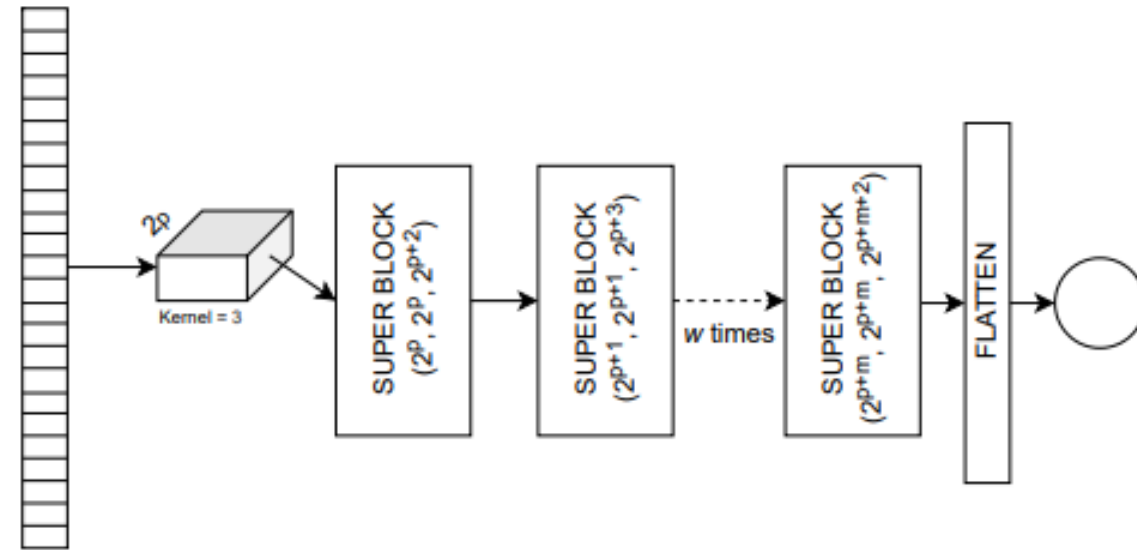 2p
Kernel = 3
SUPER BLOCK
(2^p, 2^p, 2^{p+2})
SUPER BLOCK
(2^{p+1}, 2^{p+1}, 2^{p+3})
w times
SUPER BLOCK
(2^{p+m}, 2^{p+m}, 2^{p+m+2})
FLATTEN